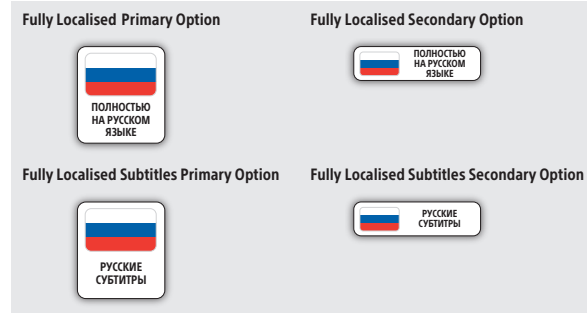 Fully Localised Primary Option
Fully Localised Secondary Option
ПОЛНОСТЬЮ
НА РУССКОМ
ЯЗЫКЕ
ПОЛНОСТЬЮ
НА РУССКОМ
ЯЗЫКЕ
Fully Localised Subtitles Primary Option
Fully Localised Subtitles Secondary Option
РУССКИЕ
СУБТИТРЫ
РУССКИЕ
СУБТИТРЫ